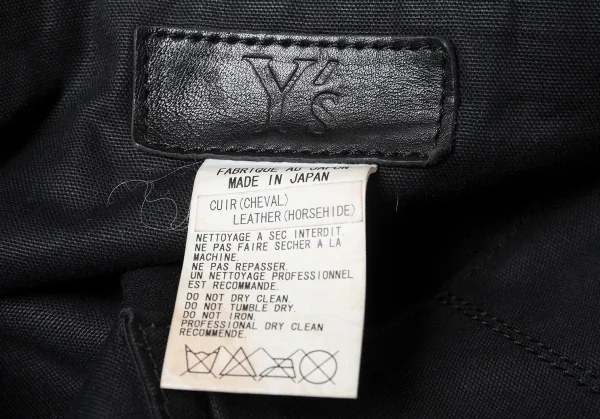 Y's
FABRIQUE AU JAPON
MADE IN JAPAN
CUIR(CHEVAL)
LEATHER(HORSEHIDE)
NETTOYAGE A SEC INTERDIT.
NE PAS FAIRE SECHER A LA
MACHINE.
NE PAS REPASSER.
UN NETTOYAGE PROFESSIONNEL
EST RECOMMANDE.
DO NOT DRY CLEAN.
DO NOT TUMBLE DRY.
DO NOT IRON.
PROFESSIONAL DRY CLEAN
RECOMMENDE.